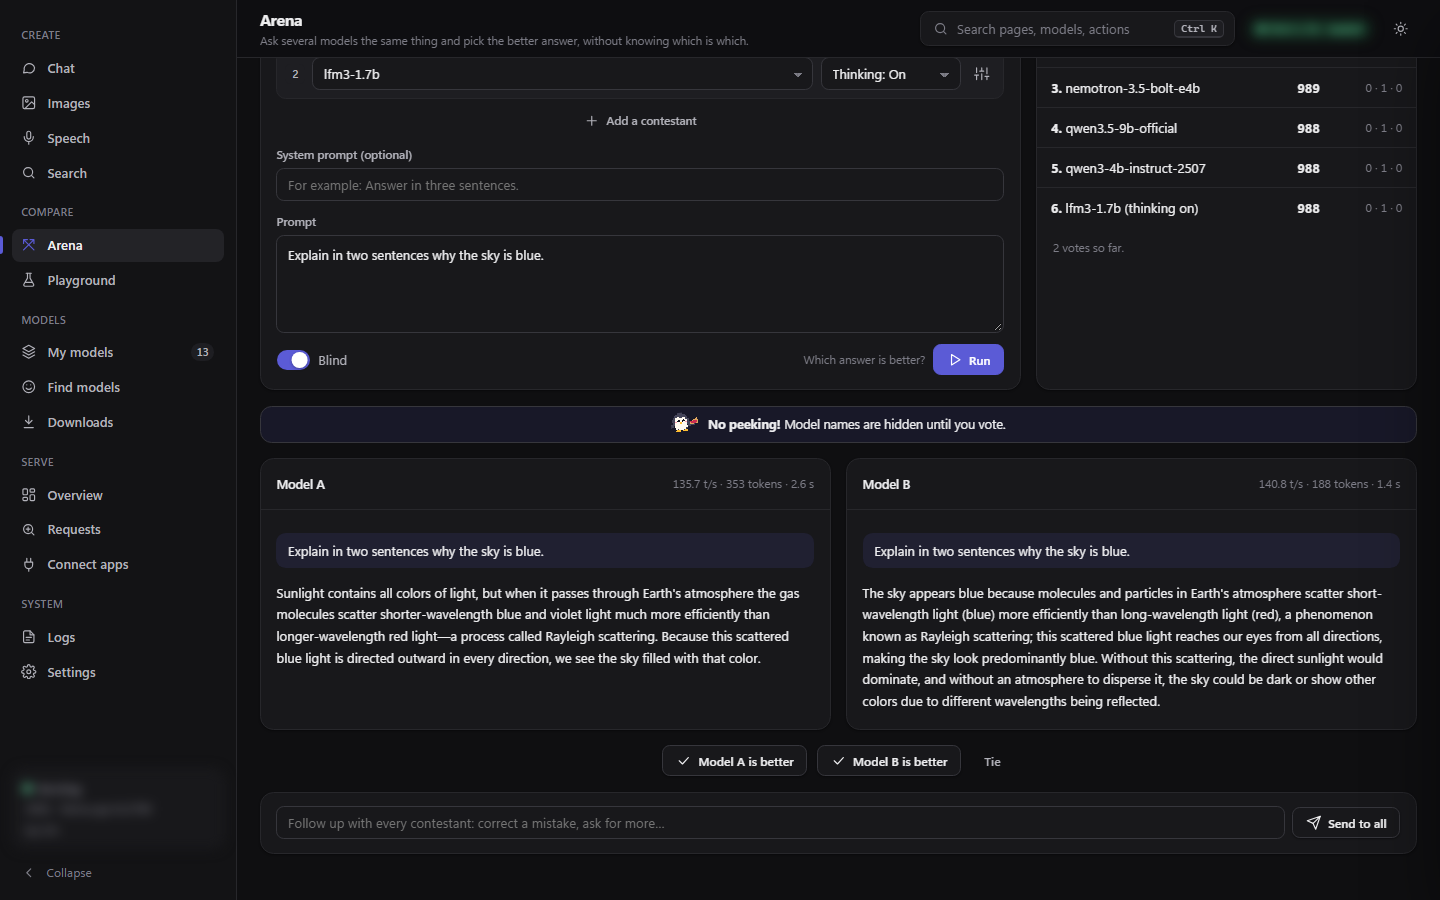 CREATE
Chat
Images
Speech
Search
COMPARE
Arena
Playground
MODELS
My models 13
Find models
Downloads
SERVE
Overview
Requests
Connect apps
SYSTEM
Logs
Settings
Collapse
Arena
Ask several models the same thing and pick the better answer, without knowing which is which.
Search pages, models, actions Ctrl K
2 lfm3-1.7b Thinking: On
Add a contestant
System prompt (optional)
For example: Answer in three sentences.
Prompt
Explain in two sentences why the sky is blue.
Blind Which answer is better? Run
3. nemotron-3.5-bolt-e4b 989 0 · 1 · 0
4. qwen3.5-9b-official 988 0 · 1 · 0
5. qwen3-4b-instruct-2507 988 0 · 1 · 0
6. lfm3-1.7b (thinking on) 988 0 · 1 · 0
2 votes so far.
No peeking! Model names are hidden until you vote.
Model A 135.7 t/s · 353 tokens · 2.6 s
Explain in two sentences why the sky is blue.
Sunlight contains all colors of light, but when it passes through Earth's atmosphere the gas
molecules scatter shorter-wavelength blue and violet light much more efficiently than
longer-wavelength red light—a process called Rayleigh scattering. Because this scattered
blue light is directed outward in every direction, we see the sky filled with that color.
Model B 140.8 t/s · 188 tokens · 1.4 s
Explain in two sentences why the sky is blue.
The sky appears blue because molecules and particles in Earth's atmosphere scatter short-
wavelength light (blue) more efficiently than long-wavelength light (red), a phenomenon
known as Rayleigh scattering; this scattered blue light reaches our eyes from all directions,
making the sky look predominantly blue. Without this scattering, the direct sunlight would
dominate, and without an atmosphere to disperse it, the sky could be dark or show other
colors due to different wavelengths being reflected.
Model A is better
Model B is better
Tie
Follow up with every contestant: correct a mistake, ask for more...
Send to all